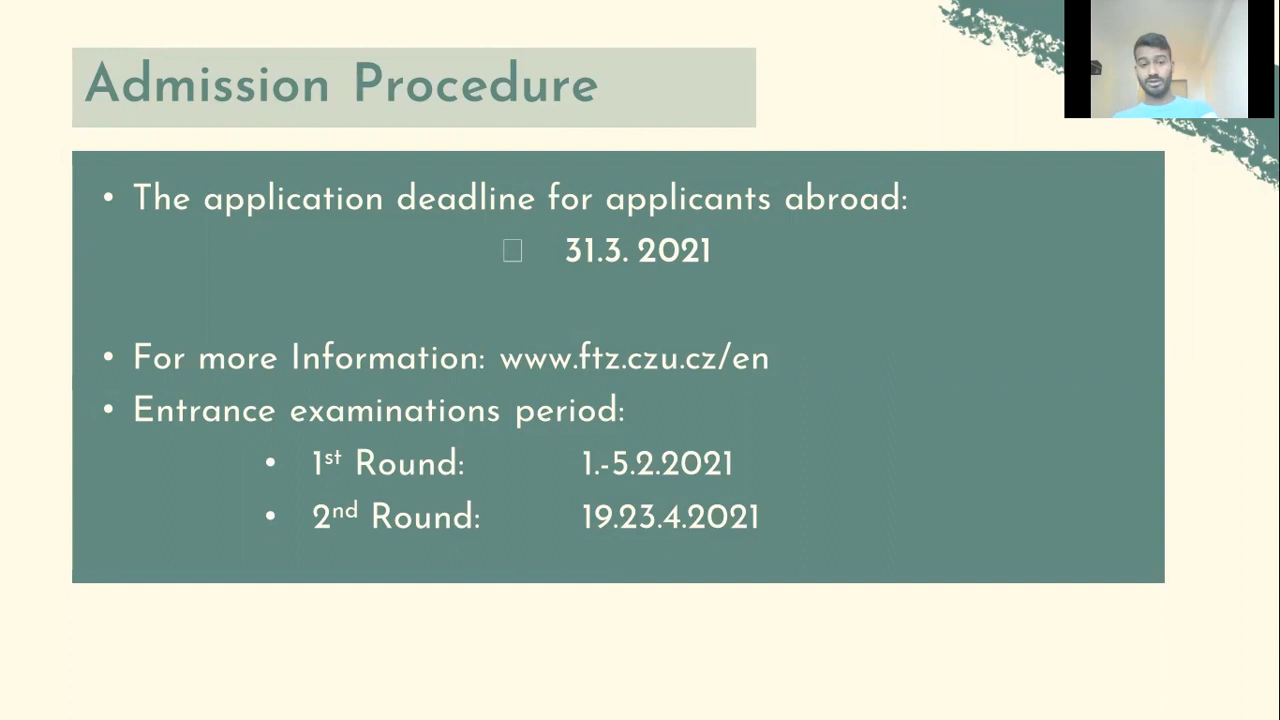 Admission Procedure
• The application deadline for applicants abroad:
31.3. 2021
• For more Information: www.ftz.czu.cz/en
• Entrance examinations period:
• 1st Round: 1.-5.2.2021
• 2nd Round: 19.23.4.2021